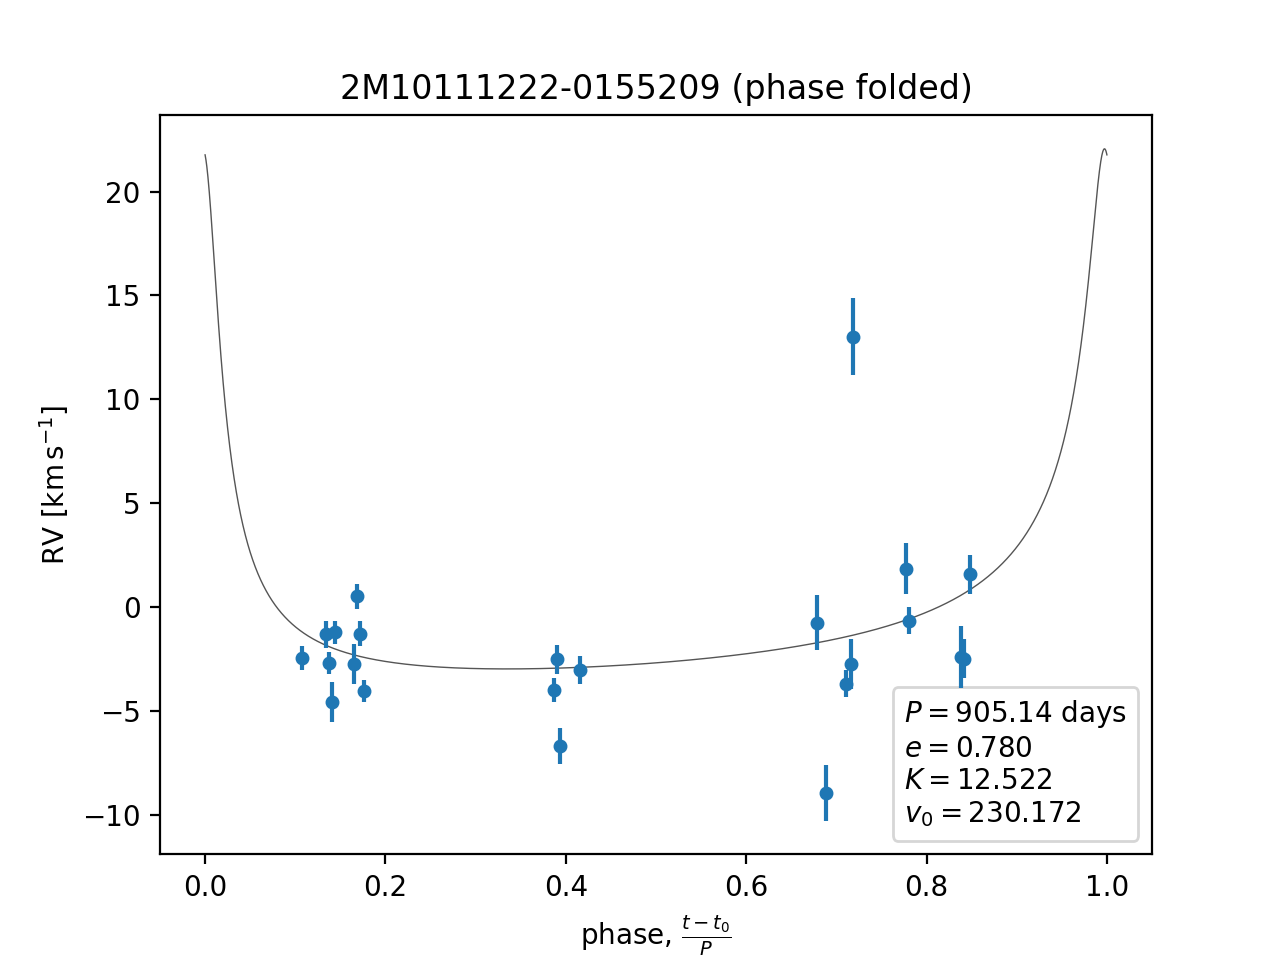 2M10111222-0155209 (phase folded)
RV [km s⁻¹]
20
15
10
5
0
−5
−10
P = 905.14 days
e = 0.780
K = 12.522
v₀ = 230.172
0.0 0.2 0.4 0.6 0.8 1.0
phase, (t − t₀)/P